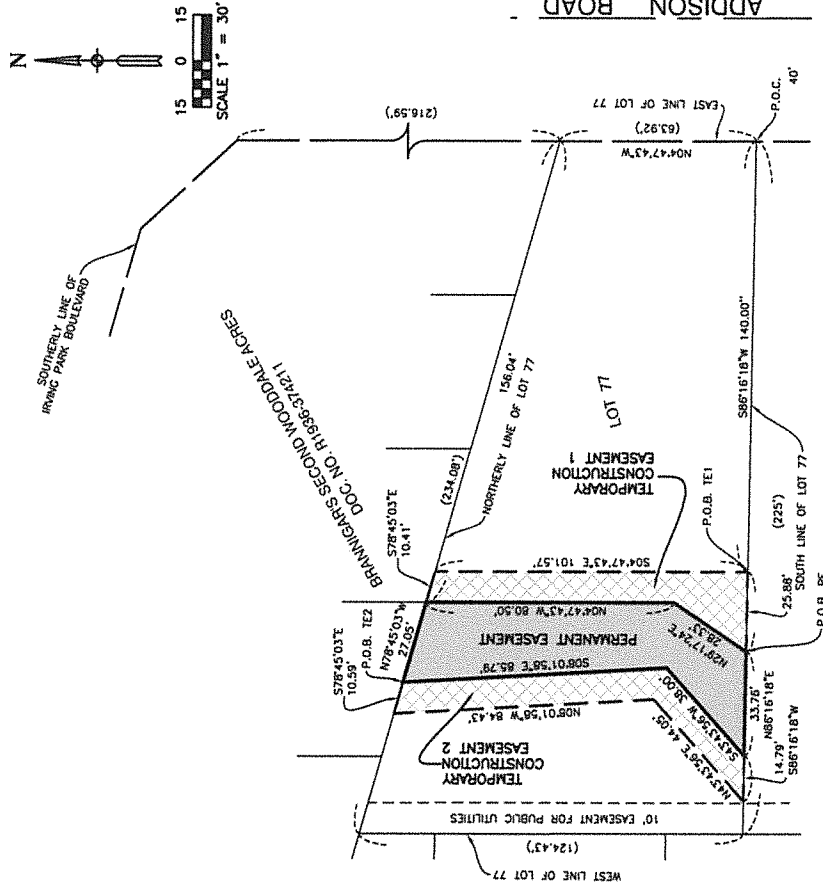 N
15 0 15
SCALE 1" = 30'
ADDISON ROAD
SOUTHERLY LINE OF
IRVING PARK BOULEVARD
(216.59')
BRANNIGAR'S SECOND WOODDALE ACRES
DOC. NO. R1936-374211
EAST LINE OF LOT 77
(63.92')
N04°47'43"W
P.O.C.
40'
156.04'
(234.08')
NORTHERLY LINE OF LOT 77
LOT 77
TEMPORARY
CONSTRUCTION
EASEMENT 1
S86°16'18"W 140.00"
(225')
SOUTH LINE OF LOT 77
P.O.B. TE1
S78°45'03"E
10.41'
S04°47'43"E 101.57'
25.88'
P.O.B. PE
N04°47'43"W 80.50'
N29°17'24"E
28.33'
PERMANENT EASEMENT
N78°45'03"W
27.05'
P.O.B. TE2
S08°01'58"E 85.79'
S43°43'56"W 38.00'
33.76'
N86°16'18"E
S78°45'03"E
10.59'
N08°01'58"W 84.43'
N43°43'56"E 44.05'
14.79'
S86°16'18"W
TEMPORARY
CONSTRUCTION
EASEMENT 2
10' EASEMENT FOR PUBLIC UTILITIES
(124.43')
WEST LINE OF LOT 77